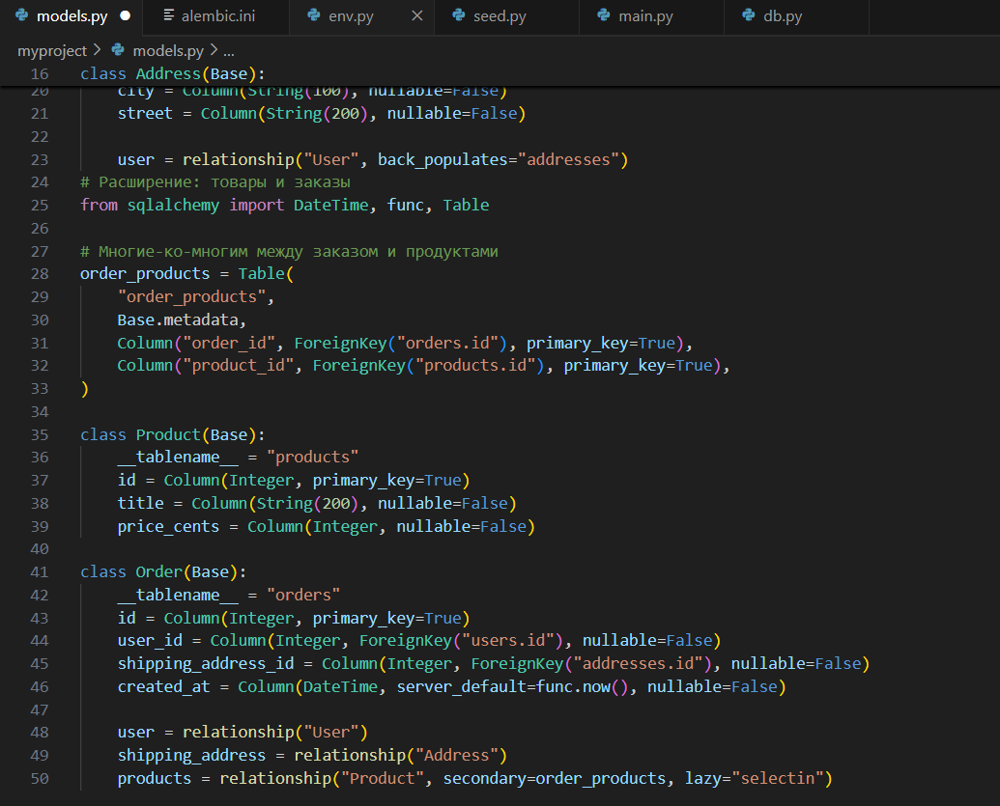 models.py alembic.ini env.py seed.py main.py db.py
myproject > models.py > ...
16 class Address(Base):
20 city = Column(String(100), nullable=False)
21 street = Column(String(200), nullable=False)
22
23 user = relationship("User", back_populates="addresses")
24 # Расширение: товары и заказы
25 from sqlalchemy import DateTime, func, Table
26
27 # Многие-ко-многим между заказом и продуктами
28 order_products = Table(
29 "order_products",
30 Base.metadata,
31 Column("order_id", ForeignKey("orders.id"), primary_key=True),
32 Column("product_id", ForeignKey("products.id"), primary_key=True),
33 )
34
35 class Product(Base):
36 __tablename__ = "products"
37 id = Column(Integer, primary_key=True)
38 title = Column(String(200), nullable=False)
39 price_cents = Column(Integer, nullable=False)
40
41 class Order(Base):
42 __tablename__ = "orders"
43 id = Column(Integer, primary_key=True)
44 user_id = Column(Integer, ForeignKey("users.id"), nullable=False)
45 shipping_address_id = Column(Integer, ForeignKey("addresses.id"), nullable=False)
46 created_at = Column(DateTime, server_default=func.now(), nullable=False)
47
48 user = relationship("User")
49 shipping_address = relationship("Address")
50 products = relationship("Product", secondary=order_products, lazy="selectin")